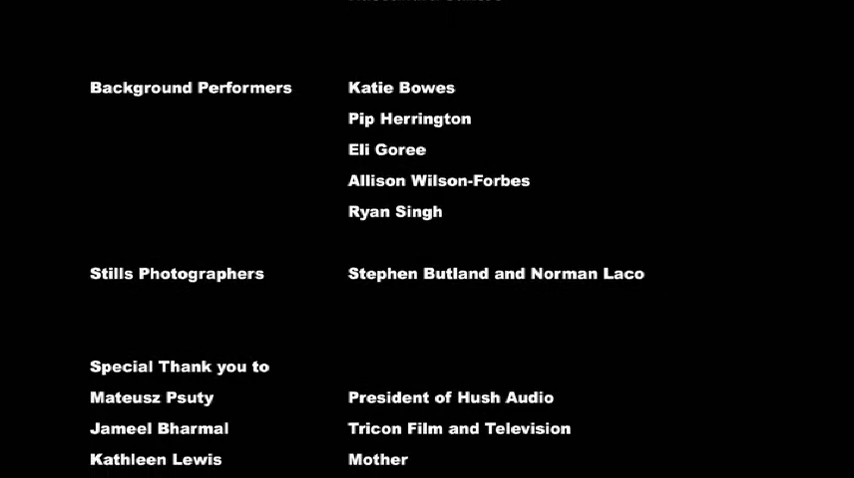 Background Performers Katie Bowes
Pip Herrington
Eli Goree
Allison Wilson-Forbes
Ryan Singh
Stills Photographers Stephen Butland and Norman Laco
Special Thank you to
Mateusz Psuty President of Hush Audio
Jameel Bharmal Tricon Film and Television
Kathleen Lewis Mother